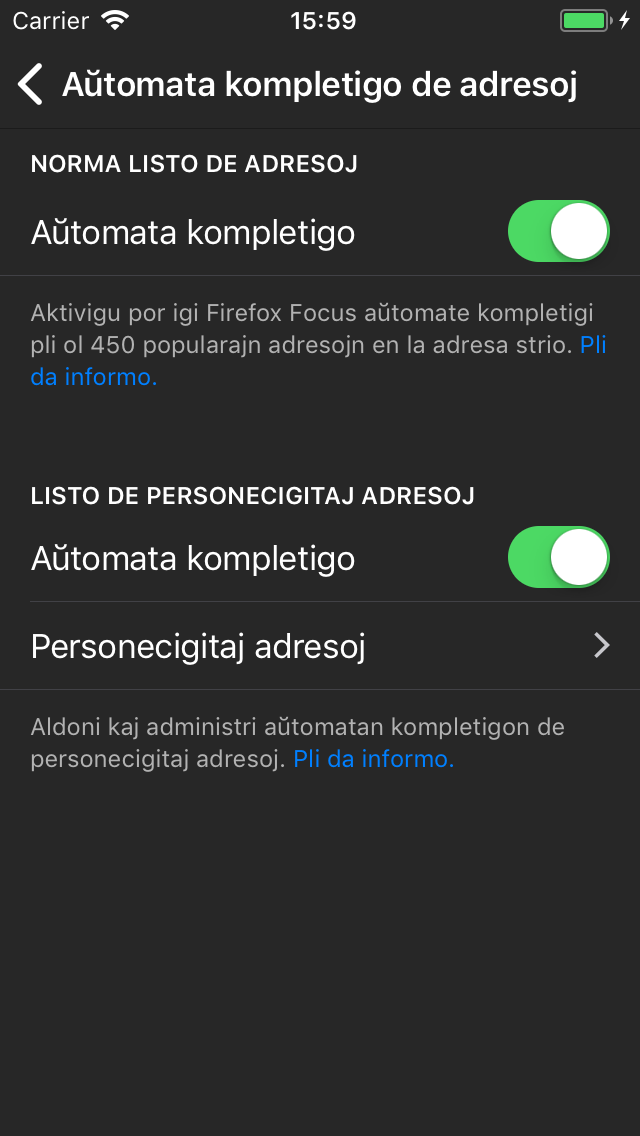 Carrier 15:59
Aŭtomata kompletigo de adresoj
NORMA LISTO DE ADRESOJ
Aŭtomata kompletigo
Aktivigu por igi Firefox Focus aŭtomate kompletigi
pli ol 450 popularajn adresojn en la adresa strio. Pli
da informo.
LISTO DE PERSONECIGITAJ ADRESOJ
Aŭtomata kompletigo
Personecigitaj adresoj
Aldoni kaj administri aŭtomatan kompletigon de
personecigitaj adresoj. Pli da informo.